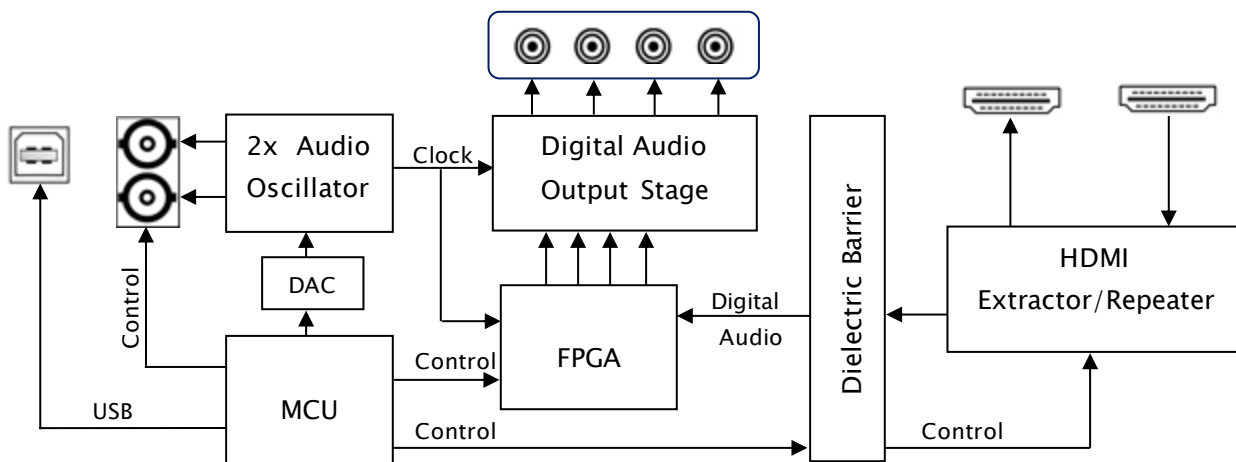 2x Audio
Oscillator
Clock
Digital Audio
Output Stage
Dielectric Barrier
HDMI
Extractor/Repeater
Control
DAC
Digital
Audio
FPGA
Control
MCU
USB
Control
Control